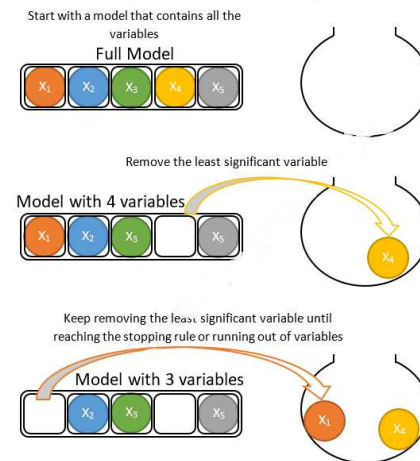 Start with a model that contains all the
variables
Full Model
X₁ X₂ X₃ X₄ X₅
Remove the least significant variable
Model with 4 variables
X₁ X₂ X₃ X₅
X₄
Keep removing the least significant variable until
reaching the stopping rule or running out of variables
Model with 3 variables
X₂ X₃ X₅
X₁ X₄